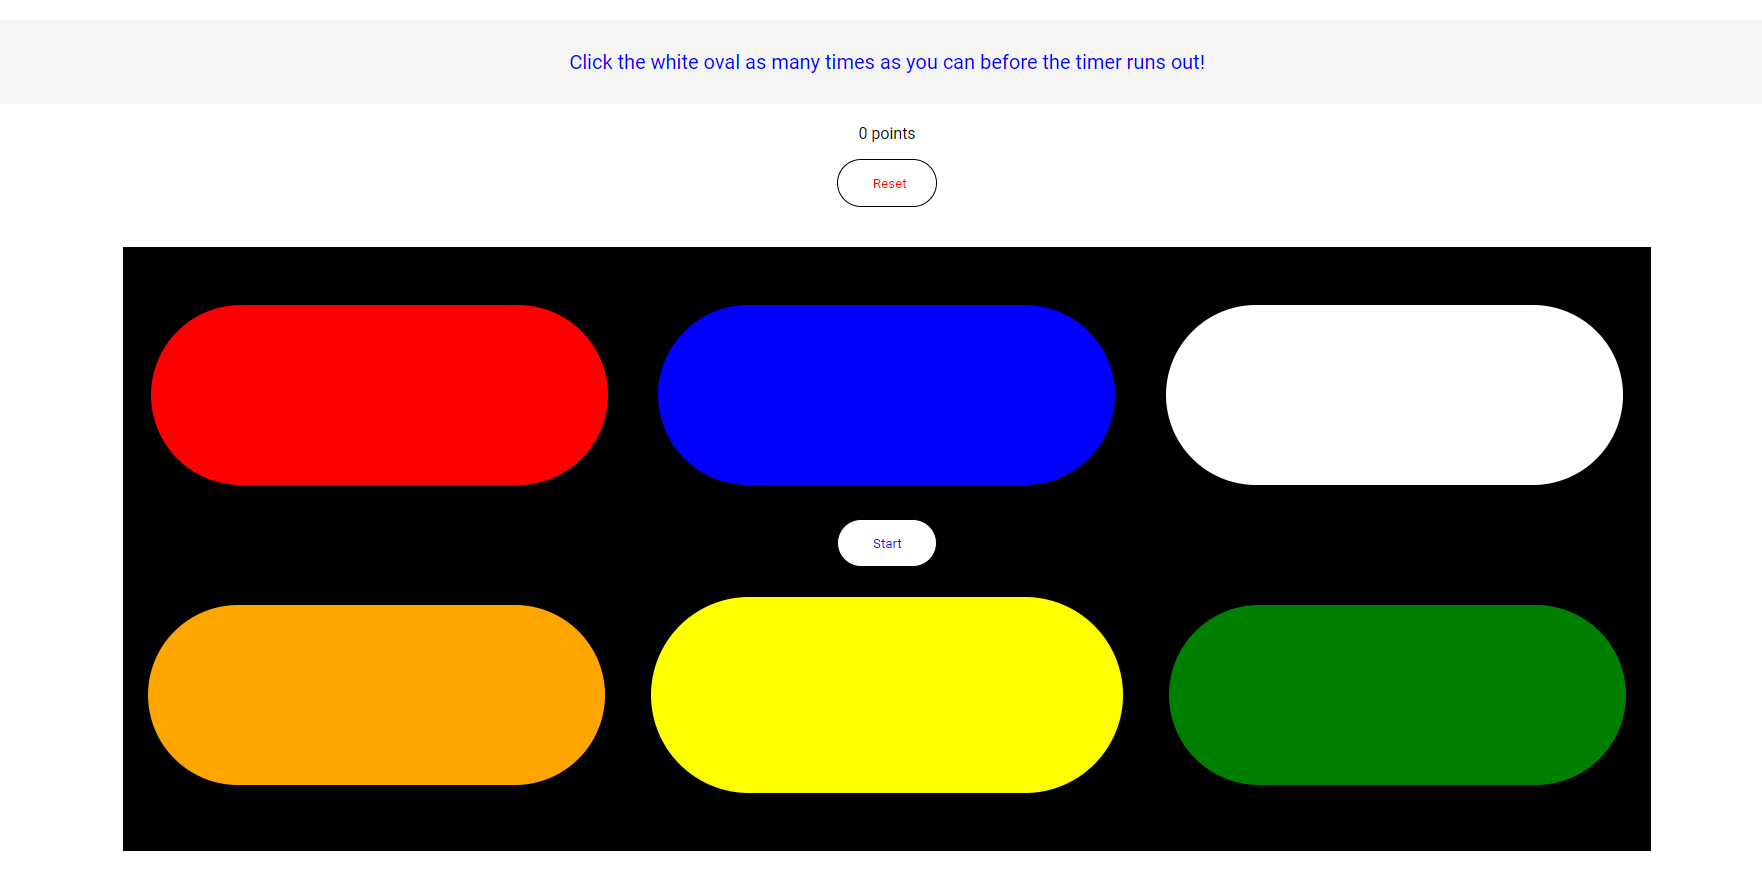 Click the white oval as many times as you can before the timer runs out!
0 points
Reset
Start